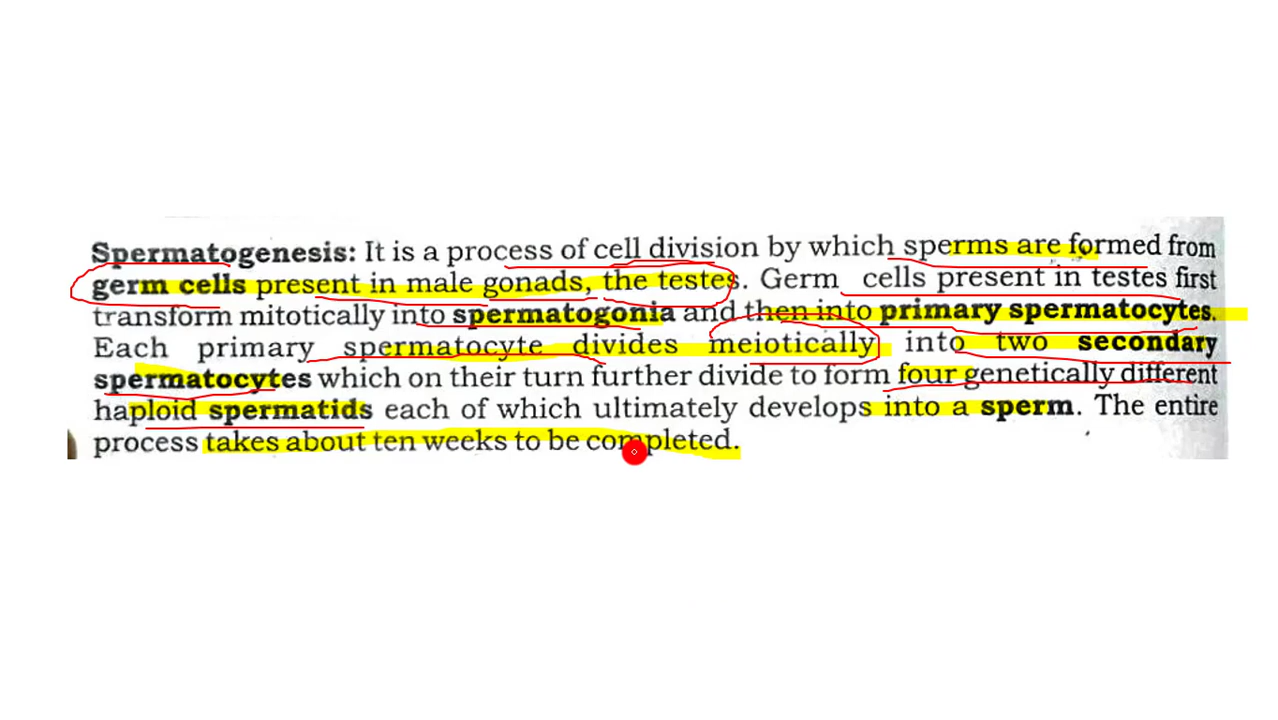 Spermatogenesis: It is a process of cell division by which sperms are formed from
germ cells present in male gonads, the testes. Germ cells present in testes first
transform mitotically into spermatogonia and then into primary spermatocytes.
Each primary spermatocyte divides meiotically into two secondary
spermatocytes which on their turn further divide to form four genetically different
haploid spermatids each of which ultimately develops into a sperm. The entire
process takes about ten weeks to be completed.